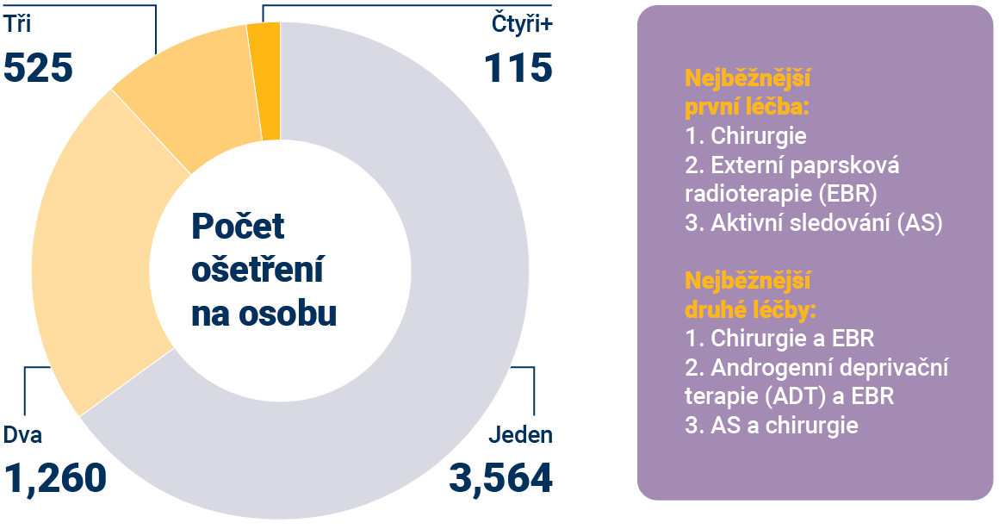 Tři
525
Čtyři+
115
Počet
ošetření
na osobu
Dva
1,260
Jeden
3,564
Nejběžnější
první léčba:
1. Chirurgie
2. Externí paprsková
radioterapie (EBR)
3. Aktivní sledování (AS)
Nejběžnější
druhé léčby:
1. Chirurgie a EBR
2. Androgenní deprivační
terapie (ADT) a EBR
3. AS a chirurgie